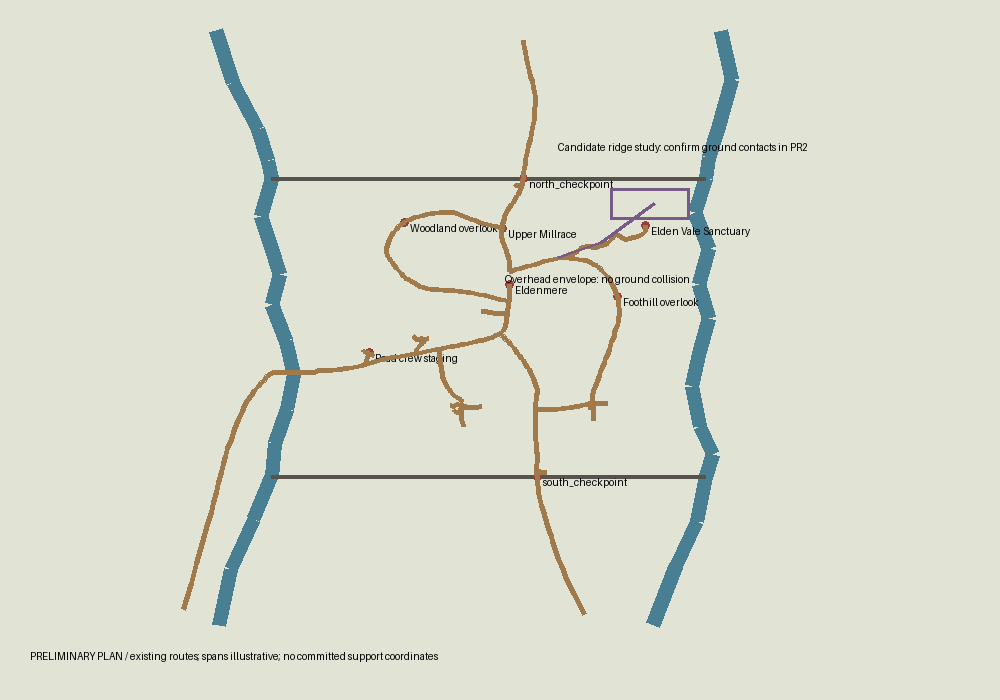 Candidate ridge study: confirm ground contacts in PR2
north_checkpoint
Woodland overlook
Upper Millrace
Elden Vale Sanctuary
Overhead envelope: no ground collision
Eldenmere
Foothill overlook
Road crew staging
south_checkpoint
PRELIMINARY PLAN / existing routes; spans illustrative; no committed support coordinates